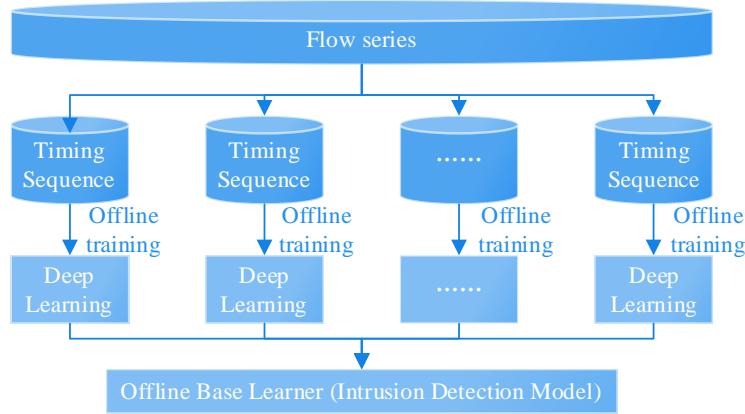 Flow series
Timing
Sequence
Timing
Sequence
......
Timing
Sequence
Offline
training
Offline
training
Offline
training
Offline
training
Deep
Learning
Deep
Learning
......
Deep
Learning
Offline Base Learner (Intrusion Detection Model)